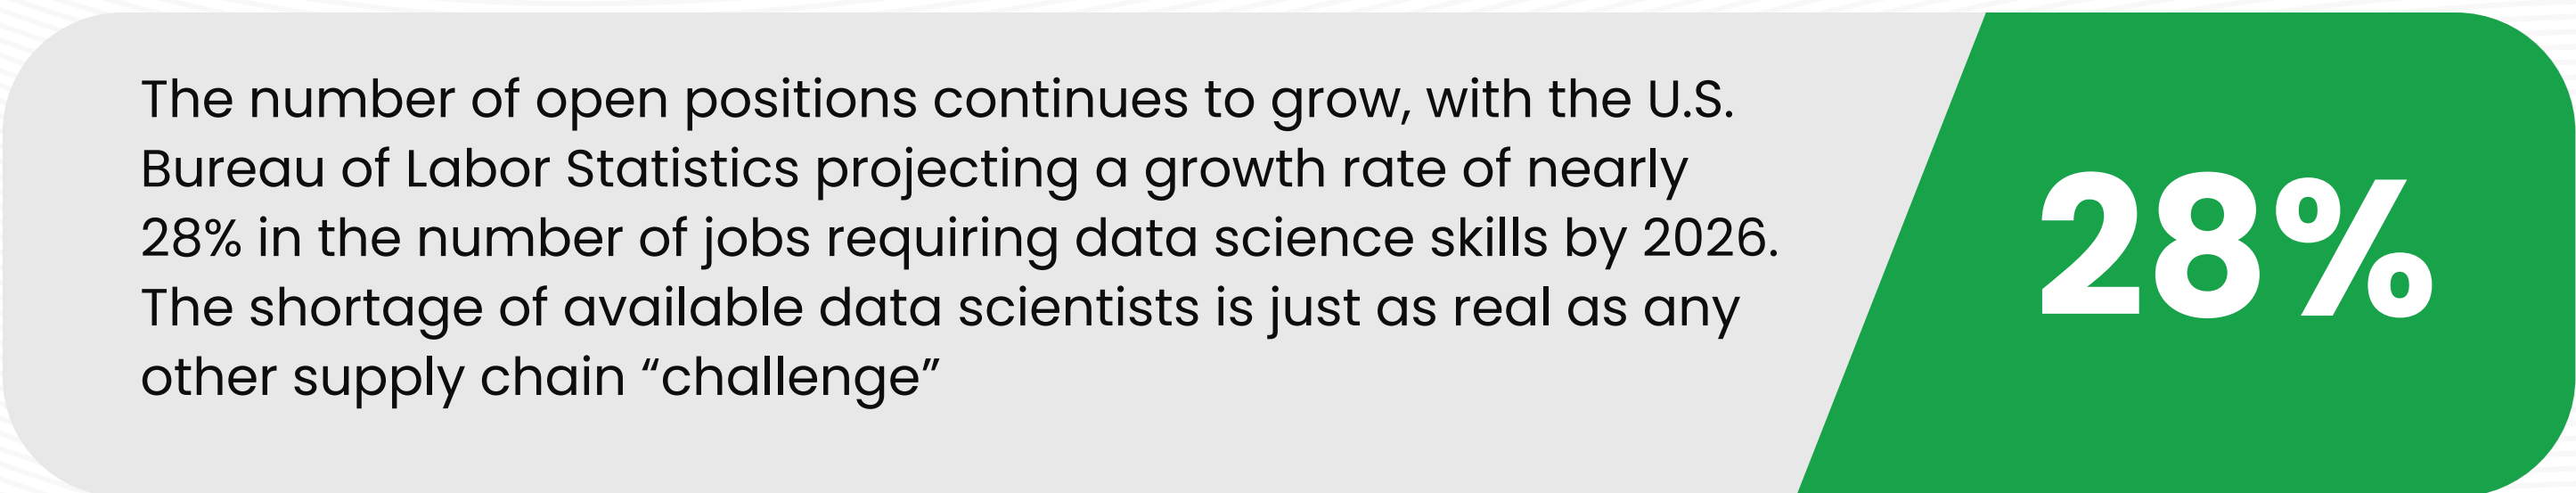 The number of open positions continues to grow, with the U.S.
Bureau of Labor Statistics projecting a growth rate of nearly
28% in the number of jobs requiring data science skills by 2026.
The shortage of available data scientists is just as real as any
other supply chain “challenge”
28%